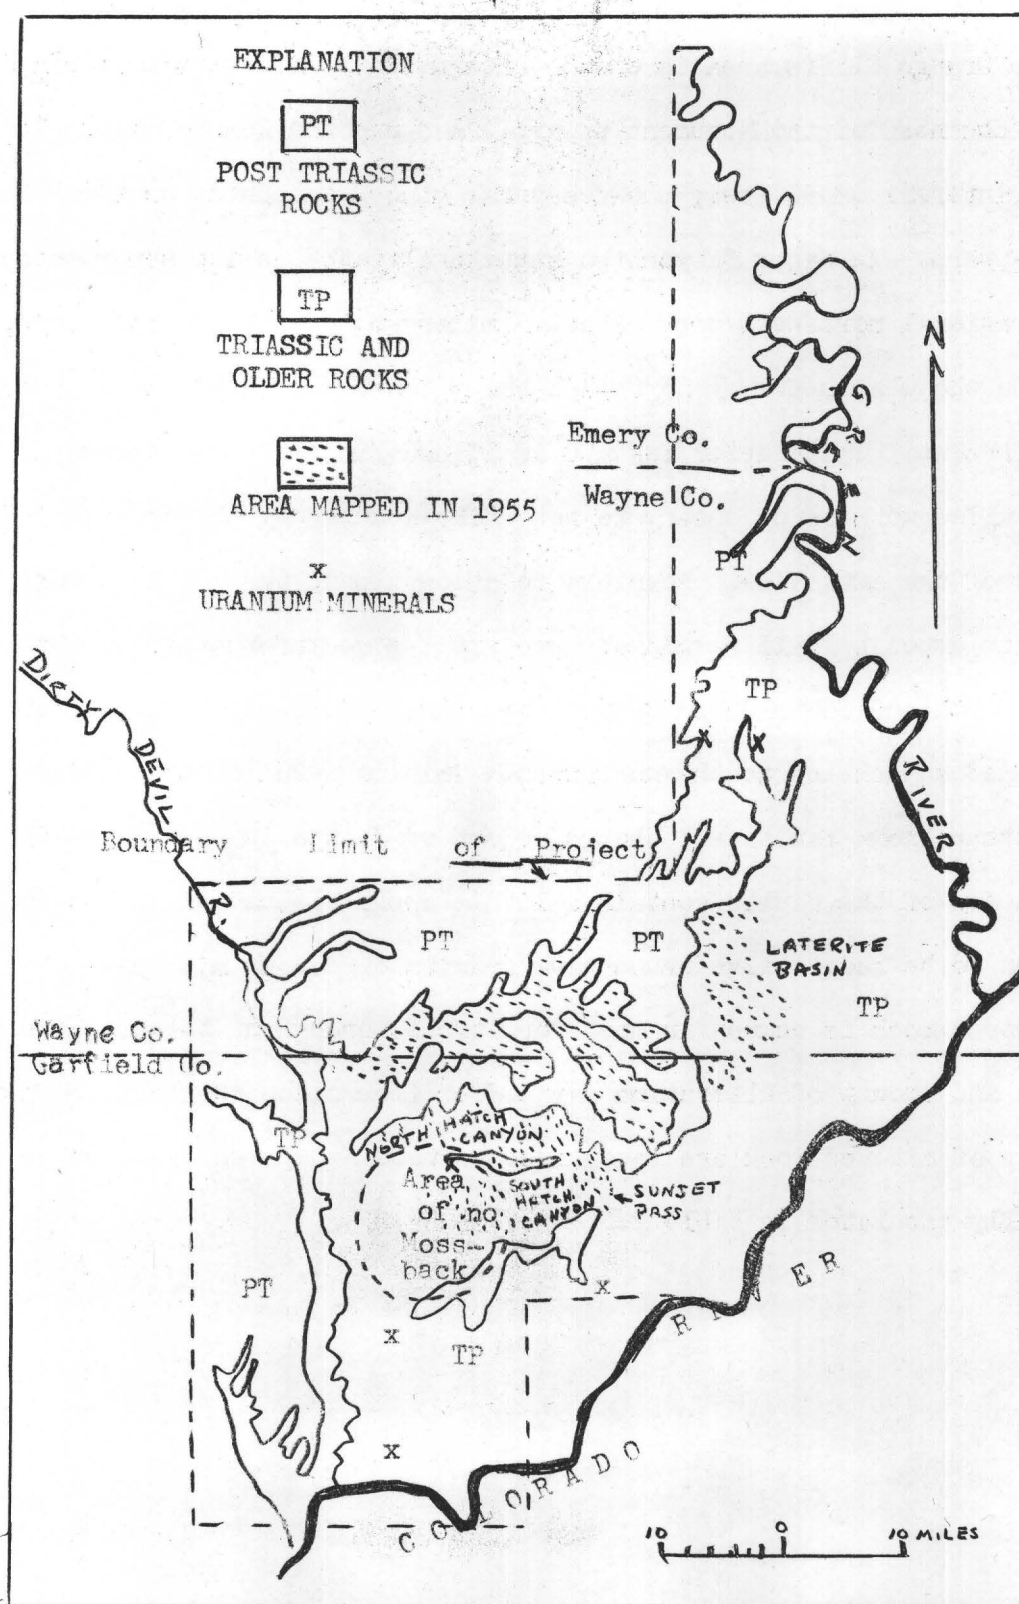 EXPLANATION
PT
POST TRIASSIC
ROCKS
TP
TRIASSIC AND
OLDER ROCKS
AREA MAPPED IN 1955
x
URANIUM MINERALS
N
Emery Co.
Wayne Co.
GREEN
RIVER
PT
TP
x x
DIRTY
DEVIL
R.
Boundary Limit of Project
PT
PT
LATERITE
BASIN
TP
Wayne Co.
Garfield Co.
TP
NORTH HATCH
CANYON
x
Area
of no
Moss-
back
SOUTH
HATCH
CANYON
SUNSET
PASS
PT
x
x
TP
x
COLORADO
RIVER
10 0 10 MILES